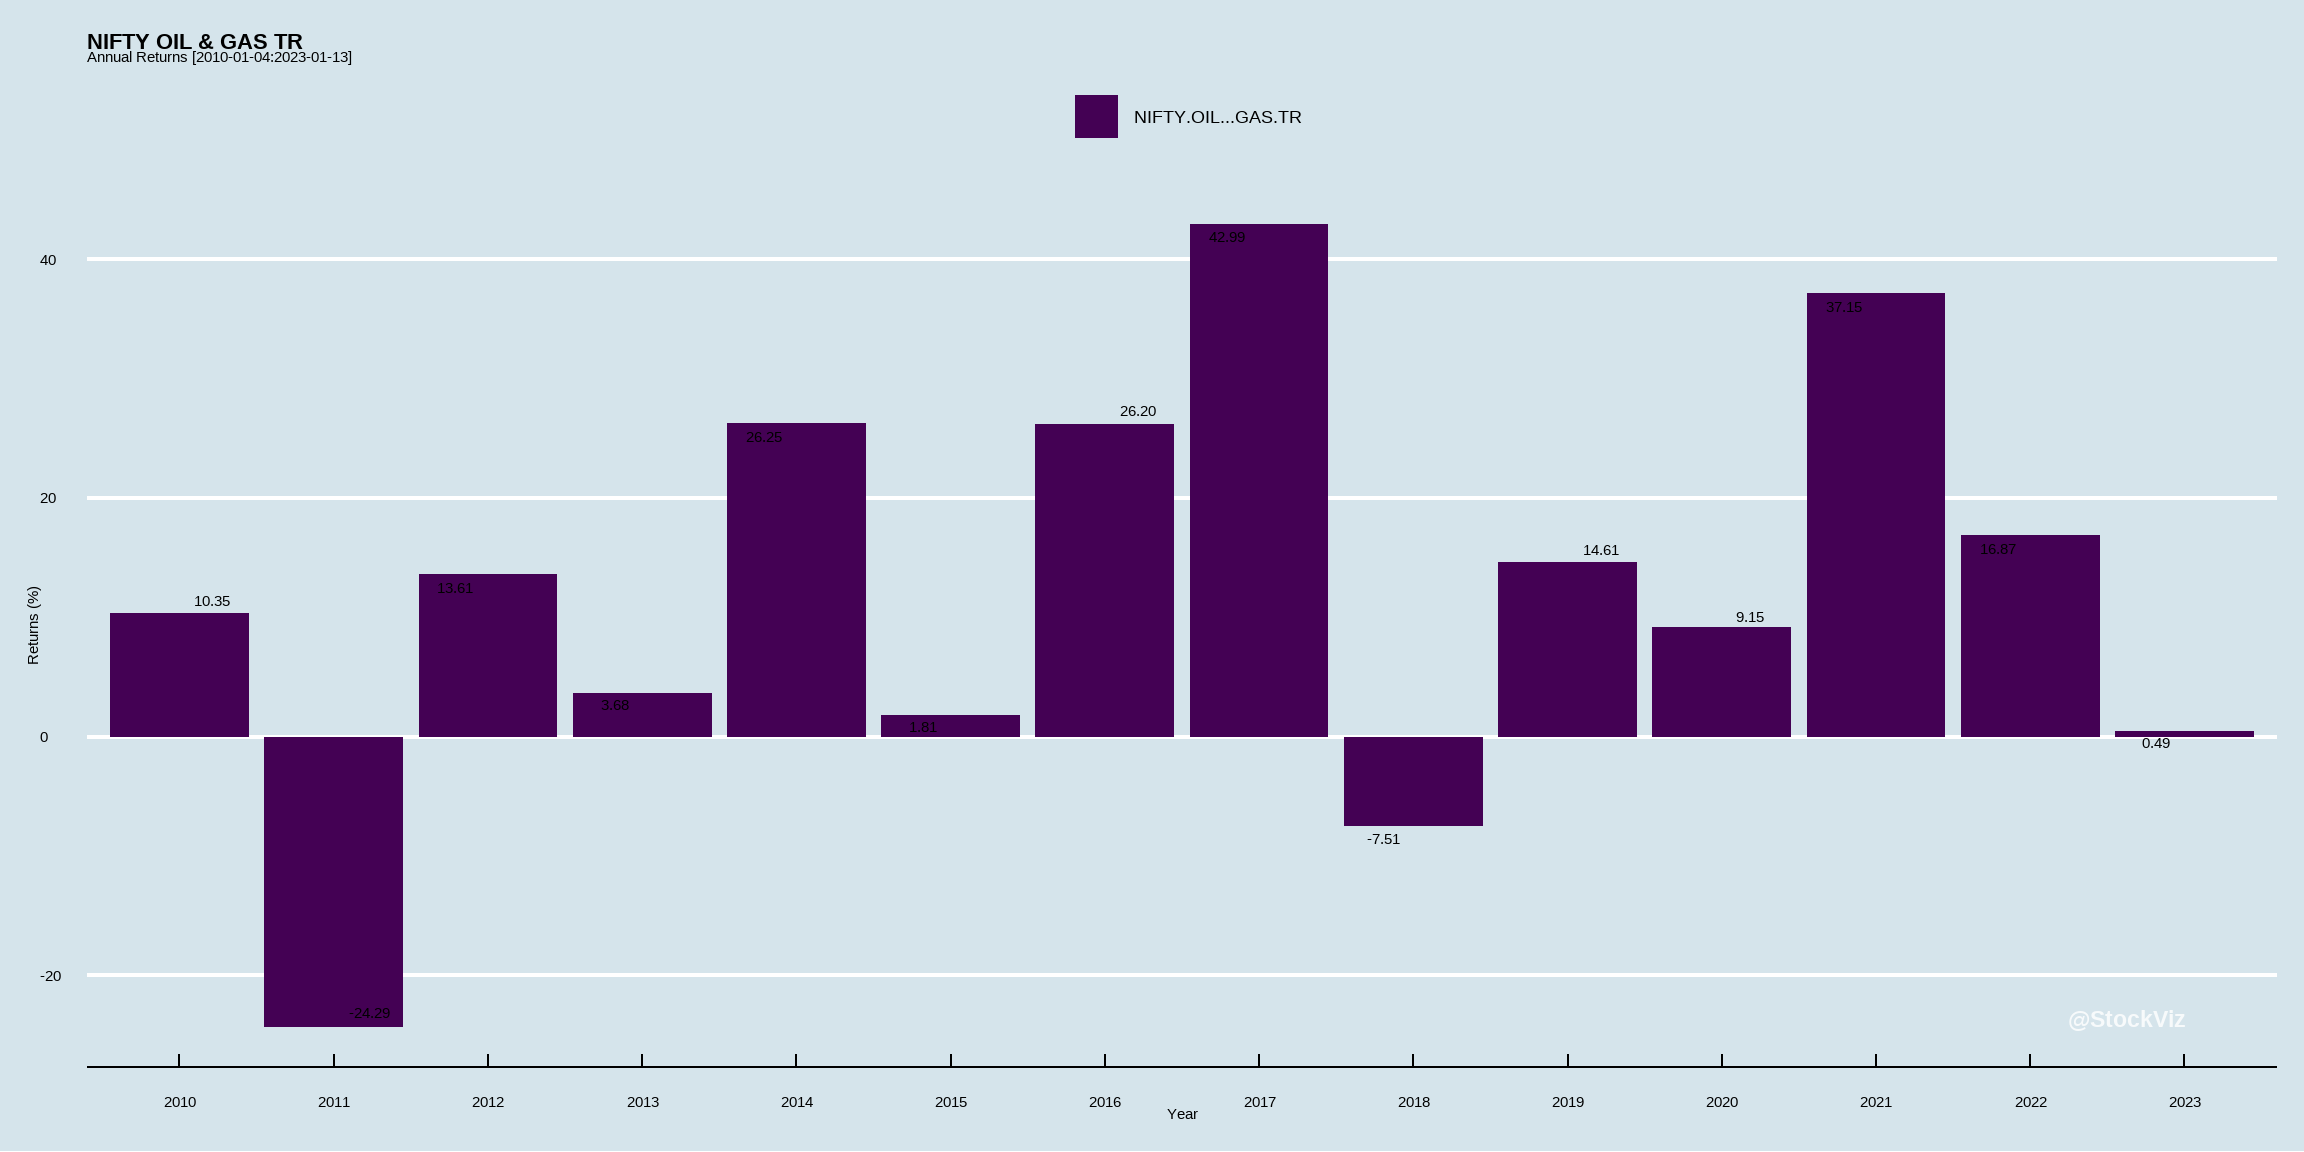 NIFTY OIL & GAS TR
Annual Returns [2010-01-04:2023-01-13]
NIFTY.OIL...GAS.TR
42.99
40
37.15
26.20
26.25
20
14.61
16.87
13.61
10.35
9.15
Returns (%)
3.68
1.81
0
0.49
-7.51
-20
-24.29
@StockViz
2010 2011 2012 2013 2014 2015 2016 2017 2018 2019 2020 2021 2022 2023
Year